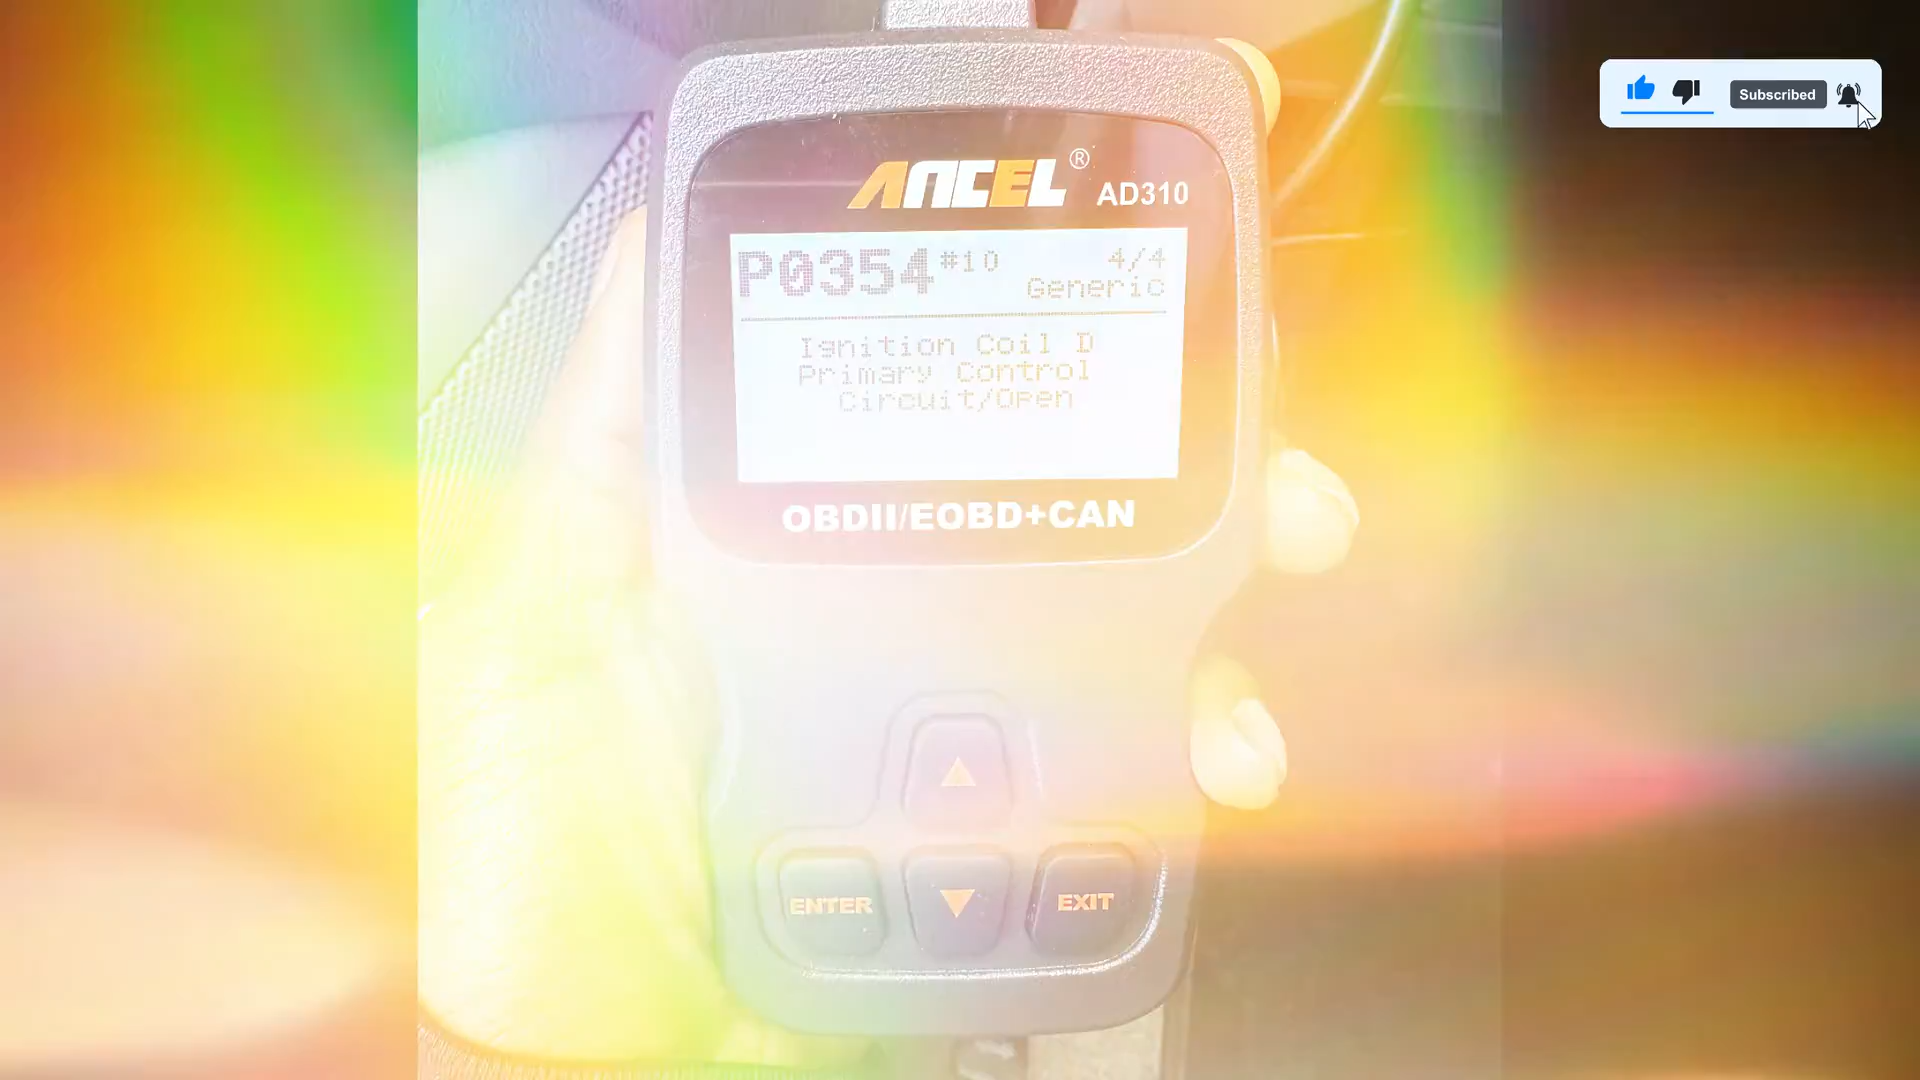 ANCEL® AD310
P0354 #10 4/4
Generic
Ignition Coil D
Primary Control
Circuit/Open
OBDII/EOBD+CAN
ENTER
EXIT
Subscribed